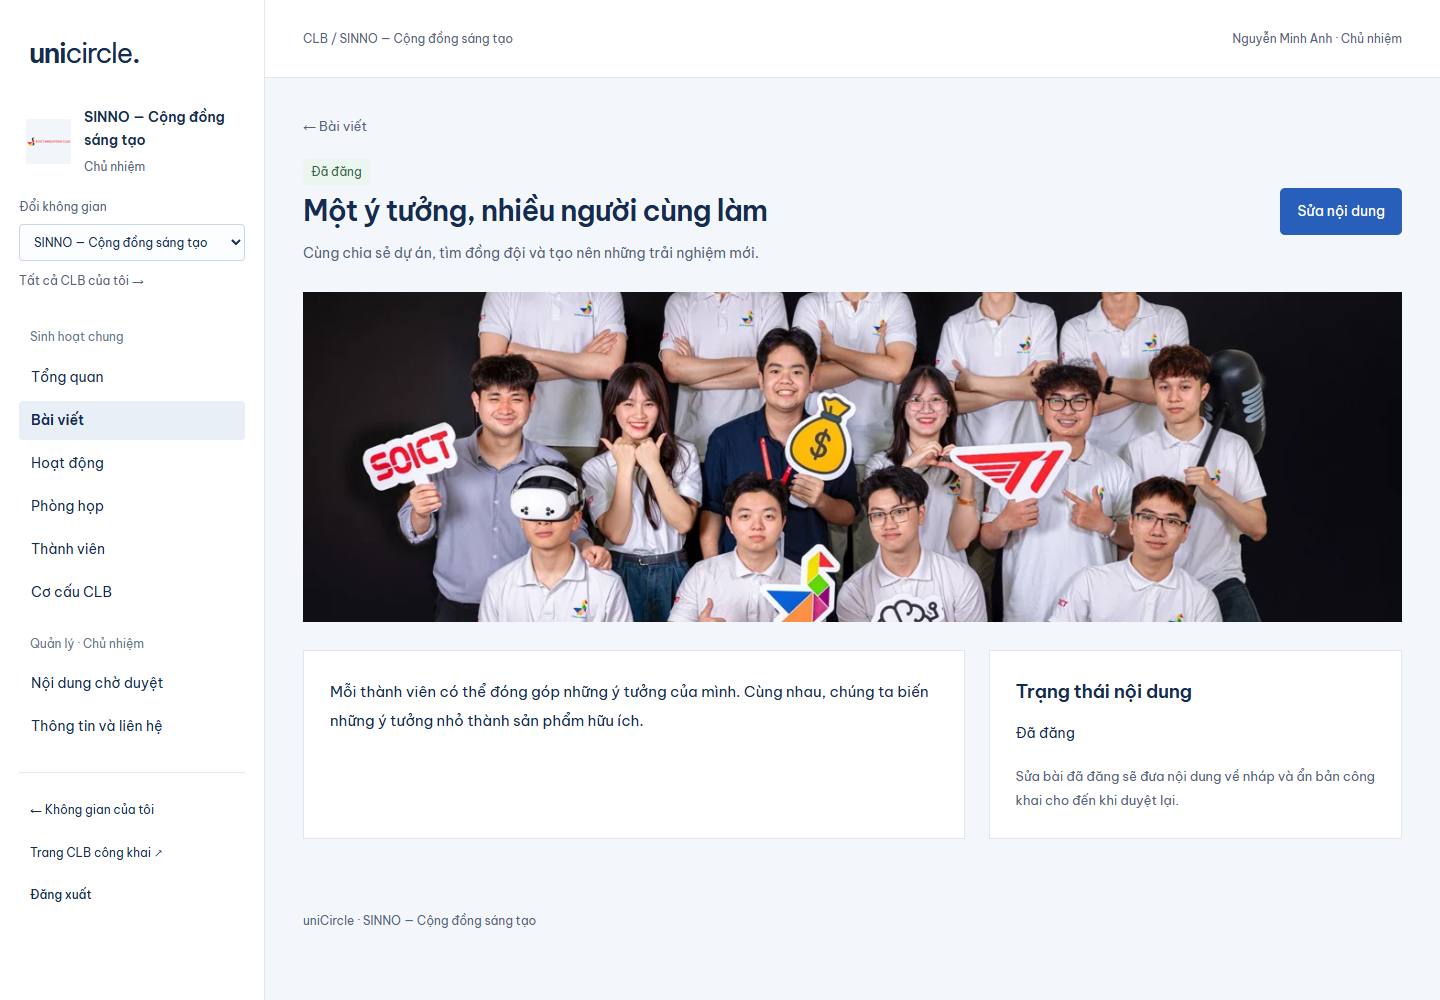 unicircle.
SINNO — Cộng đồng
sáng tạo
Chủ nhiệm
Đổi không gian
SINNO — Cộng đồng sáng tạo
Tất cả CLB của tôi →
Sinh hoạt chung
Tổng quan
Bài viết
Hoạt động
Phòng họp
Thành viên
Cơ cấu CLB
Quản lý · Chủ nhiệm
Nội dung chờ duyệt
Thông tin và liên hệ
← Không gian của tôi
Trang CLB công khai ↗
Đăng xuất
CLB / SINNO — Cộng đồng sáng tạo
Nguyễn Minh Anh · Chủ nhiệm
← Bài viết
Đã đăng
Một ý tưởng, nhiều người cùng làm
Sửa nội dung
Cùng chia sẻ dự án, tìm đồng đội và tạo nên những trải nghiệm mới.
SOICT
$
T1
Mỗi thành viên có thể đóng góp những ý tưởng của mình. Cùng nhau, chúng ta biến
những ý tưởng nhỏ thành sản phẩm hữu ích.
Trạng thái nội dung
Đã đăng
Sửa bài đã đăng sẽ đưa nội dung về nháp và ẩn bản công
khai cho đến khi duyệt lại.
uniCircle · SINNO — Cộng đồng sáng tạo